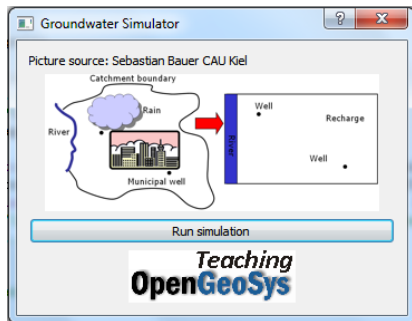 Groundwater Simulator
Picture source: Sebastian Bauer CAU Kiel
Catchment boundary
Rain
River
Municipal well
River
Well
Recharge
Well
Run simulation
Teaching
OpenGeoSys